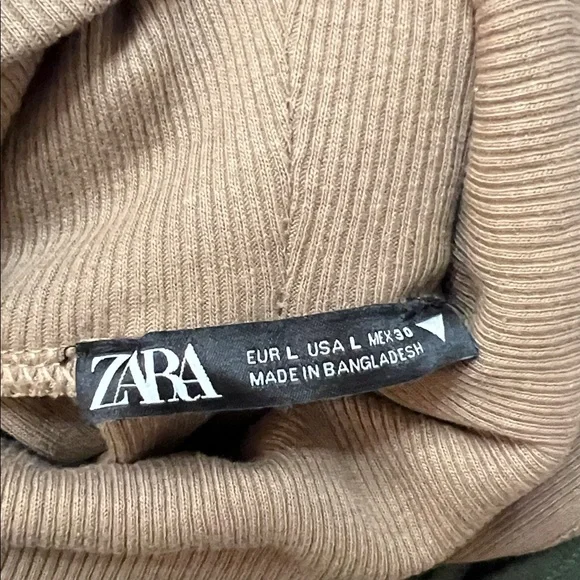 ZARA
EUR L USA L MEX 30
MADE IN BANGLADESH